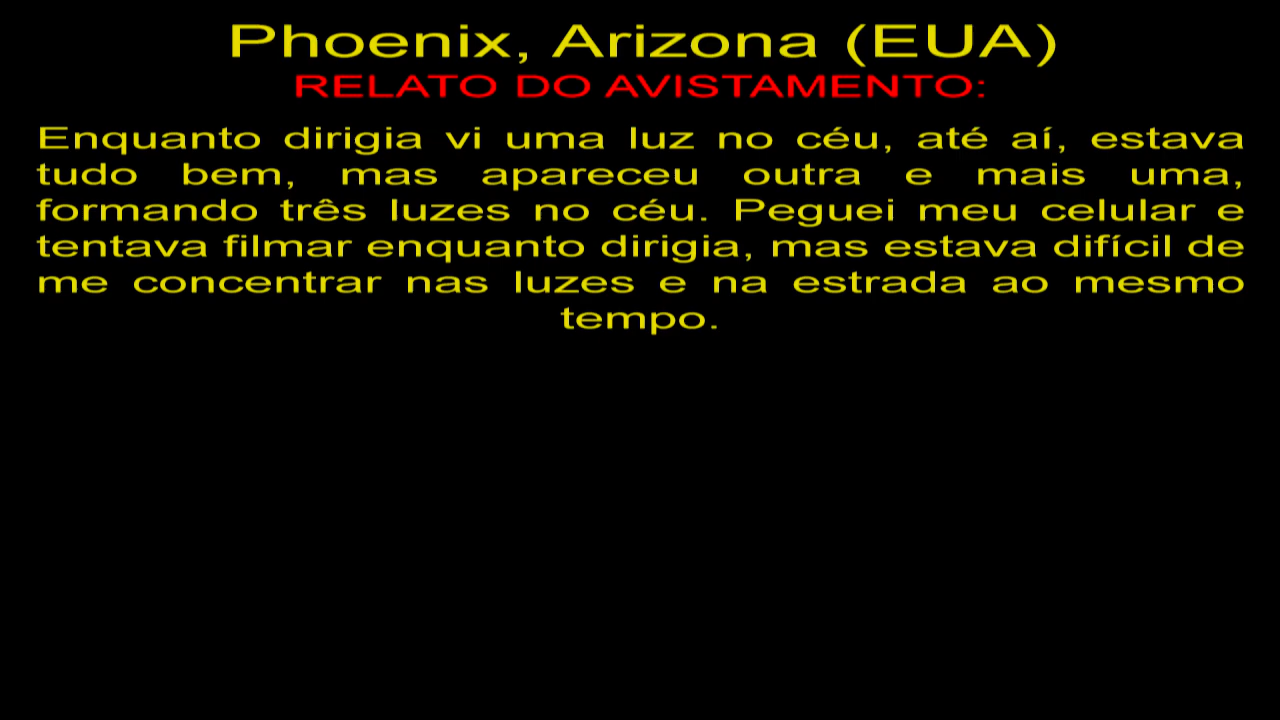 Phoenix, Arizona (EUA)
RELATO DO AVISTAMENTO:
Enquanto dirigia vi uma luz no céu, até aí, estava
tudo bem, mas apareceu outra e mais uma,
formando três luzes no céu. Peguei meu celular e
tentava filmar enquanto dirigia, mas estava difícil de
me concentrar nas luzes e na estrada ao mesmo
tempo.